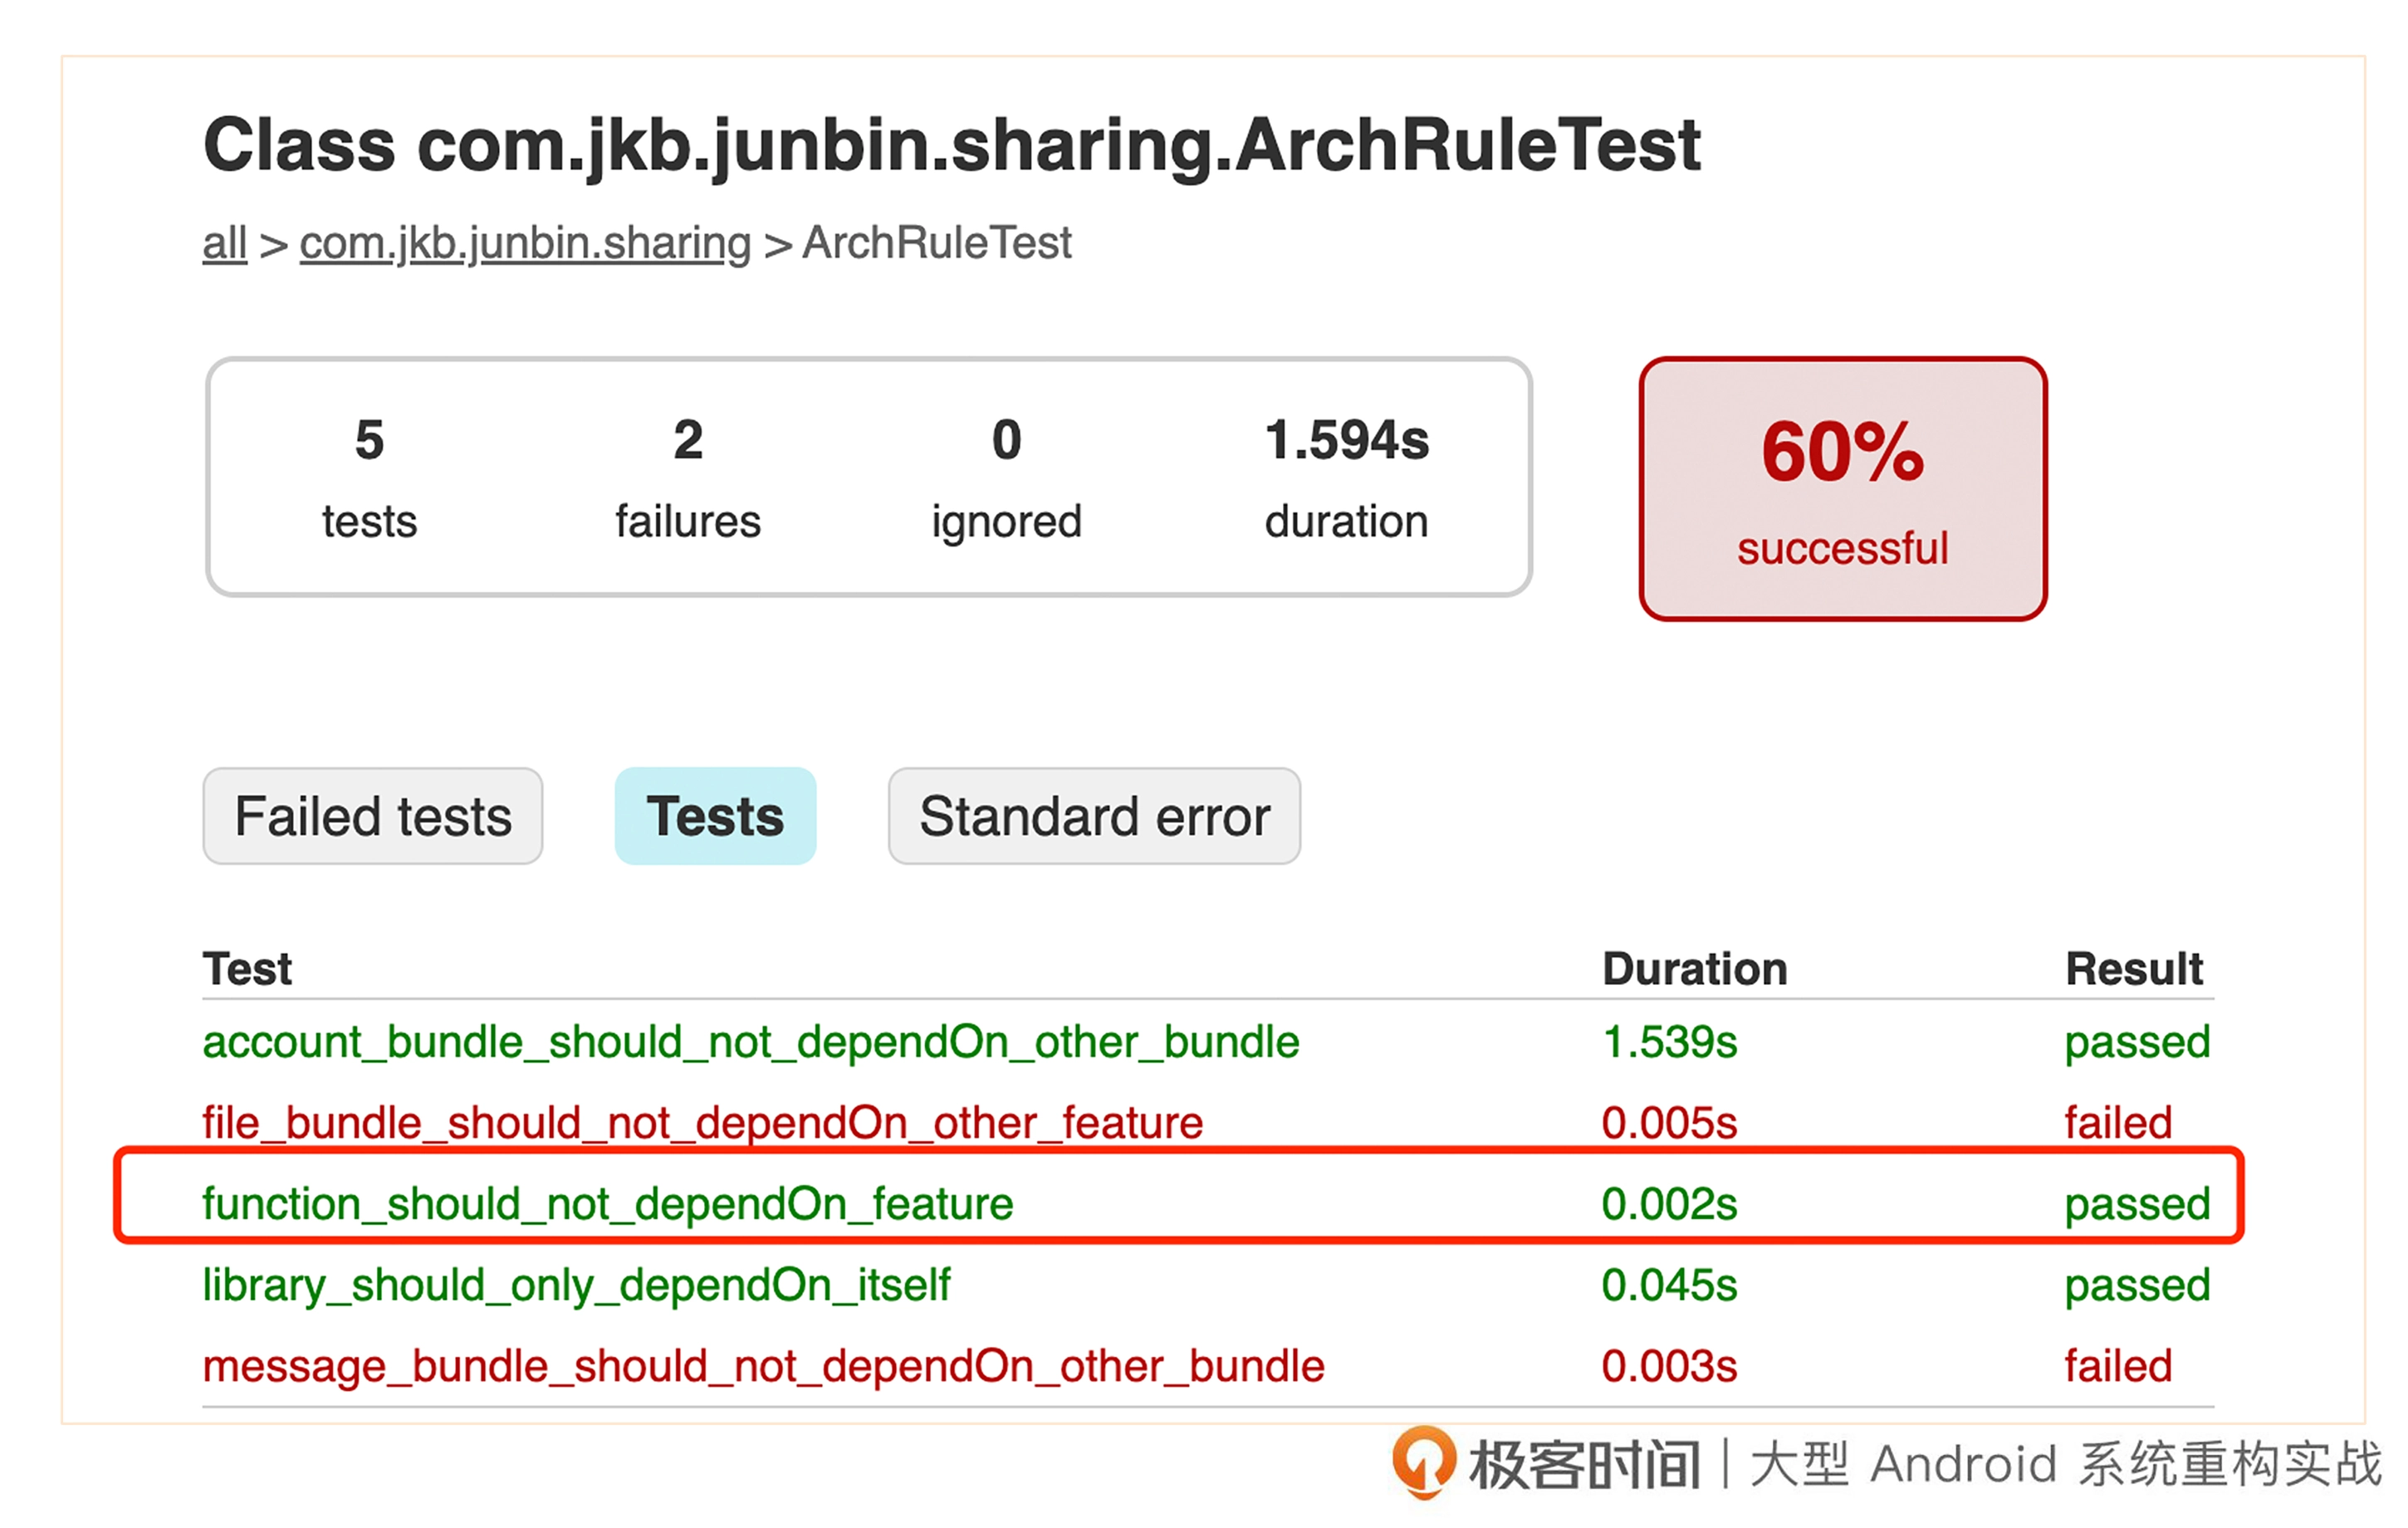 Class com.jkb.junbin.sharing.ArchRuleTest
all > com.jkb.junbin.sharing > ArchRuleTest
5 2 0 1.594s
tests failures ignored duration
60%
successful
Failed tests Tests Standard error
Test Duration Result
account_bundle_should_not_dependOn_other_bundle 1.539s passed
file_bundle_should_not_dependOn_other_feature 0.005s failed
function_should_not_dependOn_feature 0.002s passed
library_should_only_dependOn_itself 0.045s passed
message_bundle_should_not_dependOn_other_bundle 0.003s failed
极客时间 | 大型 Android 系统重构实战